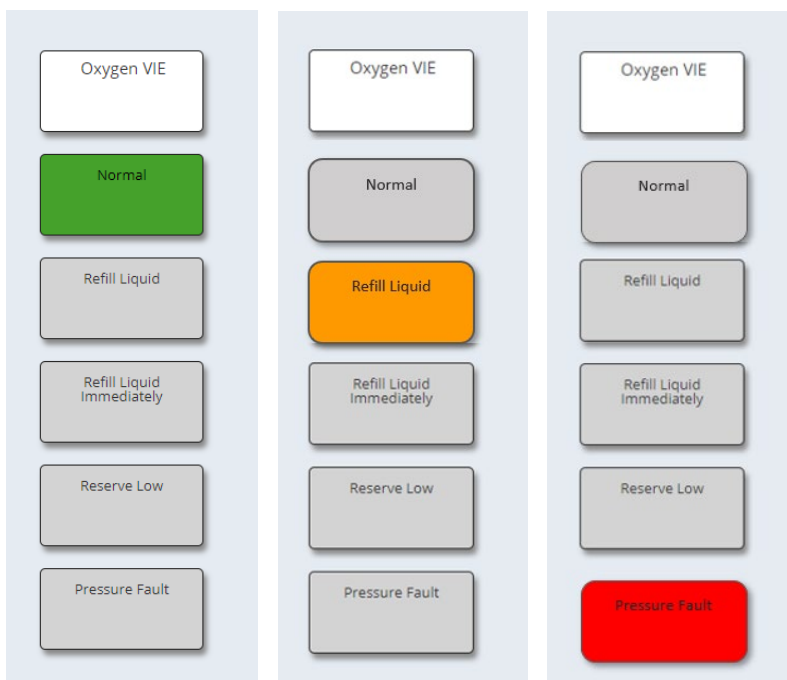 Oxygen VIE
Normal
Refill Liquid
Refill Liquid
Immediately
Reserve Low
Pressure Fault
Oxygen VIE
Normal
Refill Liquid
Refill Liquid
Immediately
Reserve Low
Pressure Fault
Oxygen VIE
Normal
Refill Liquid
Refill Liquid
Immediately
Reserve Low
Pressure Fault